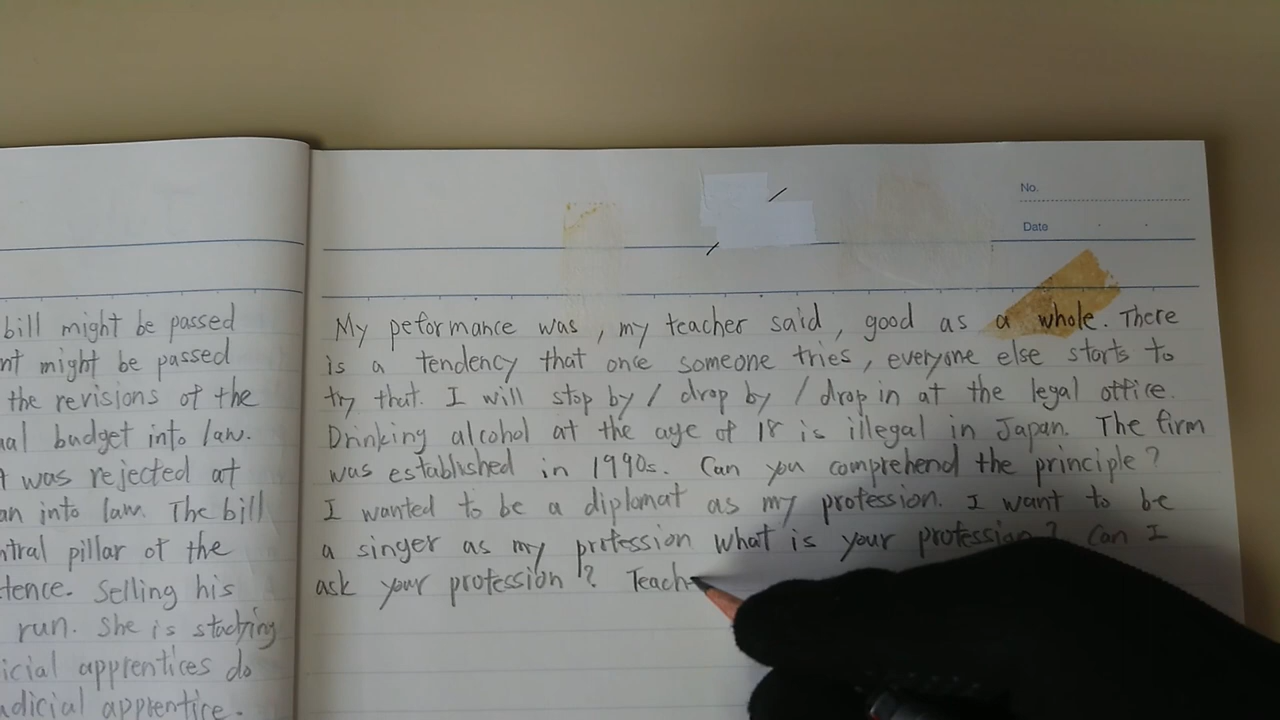 No.
Date
bill might be passed
nt might be passed
the revisions of the
al budget into law.
was rejected at
an into law. The bill
ntral pillar of the
tence. Selling his
run. She is studying
icial apprentices do
udicial apprentice.
My peformance was, my teacher said, good as a whole. There
is a tendency that once someone tries, everyone else starts to
try that. I will stop by / drop by / drop in at the legal office.
Drinking alcohol at the age of 18 is illegal in Japan. The firm
was established in 1990s. Can you comprehend the principle?
I wanted to be a diplomat as my profession. I want to be
a singer as my prefession what is your profession? Can I
ask your profession? Teach